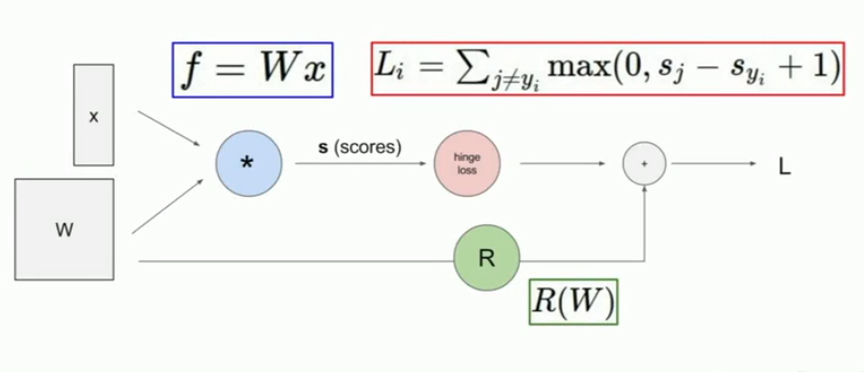 f = Wx
L_i = \sum_{j \neq y_i} \max(0, s_j - s_{y_i} + 1)
x
s (scores)
*
hinge
loss
+
L
W
R
R(W)